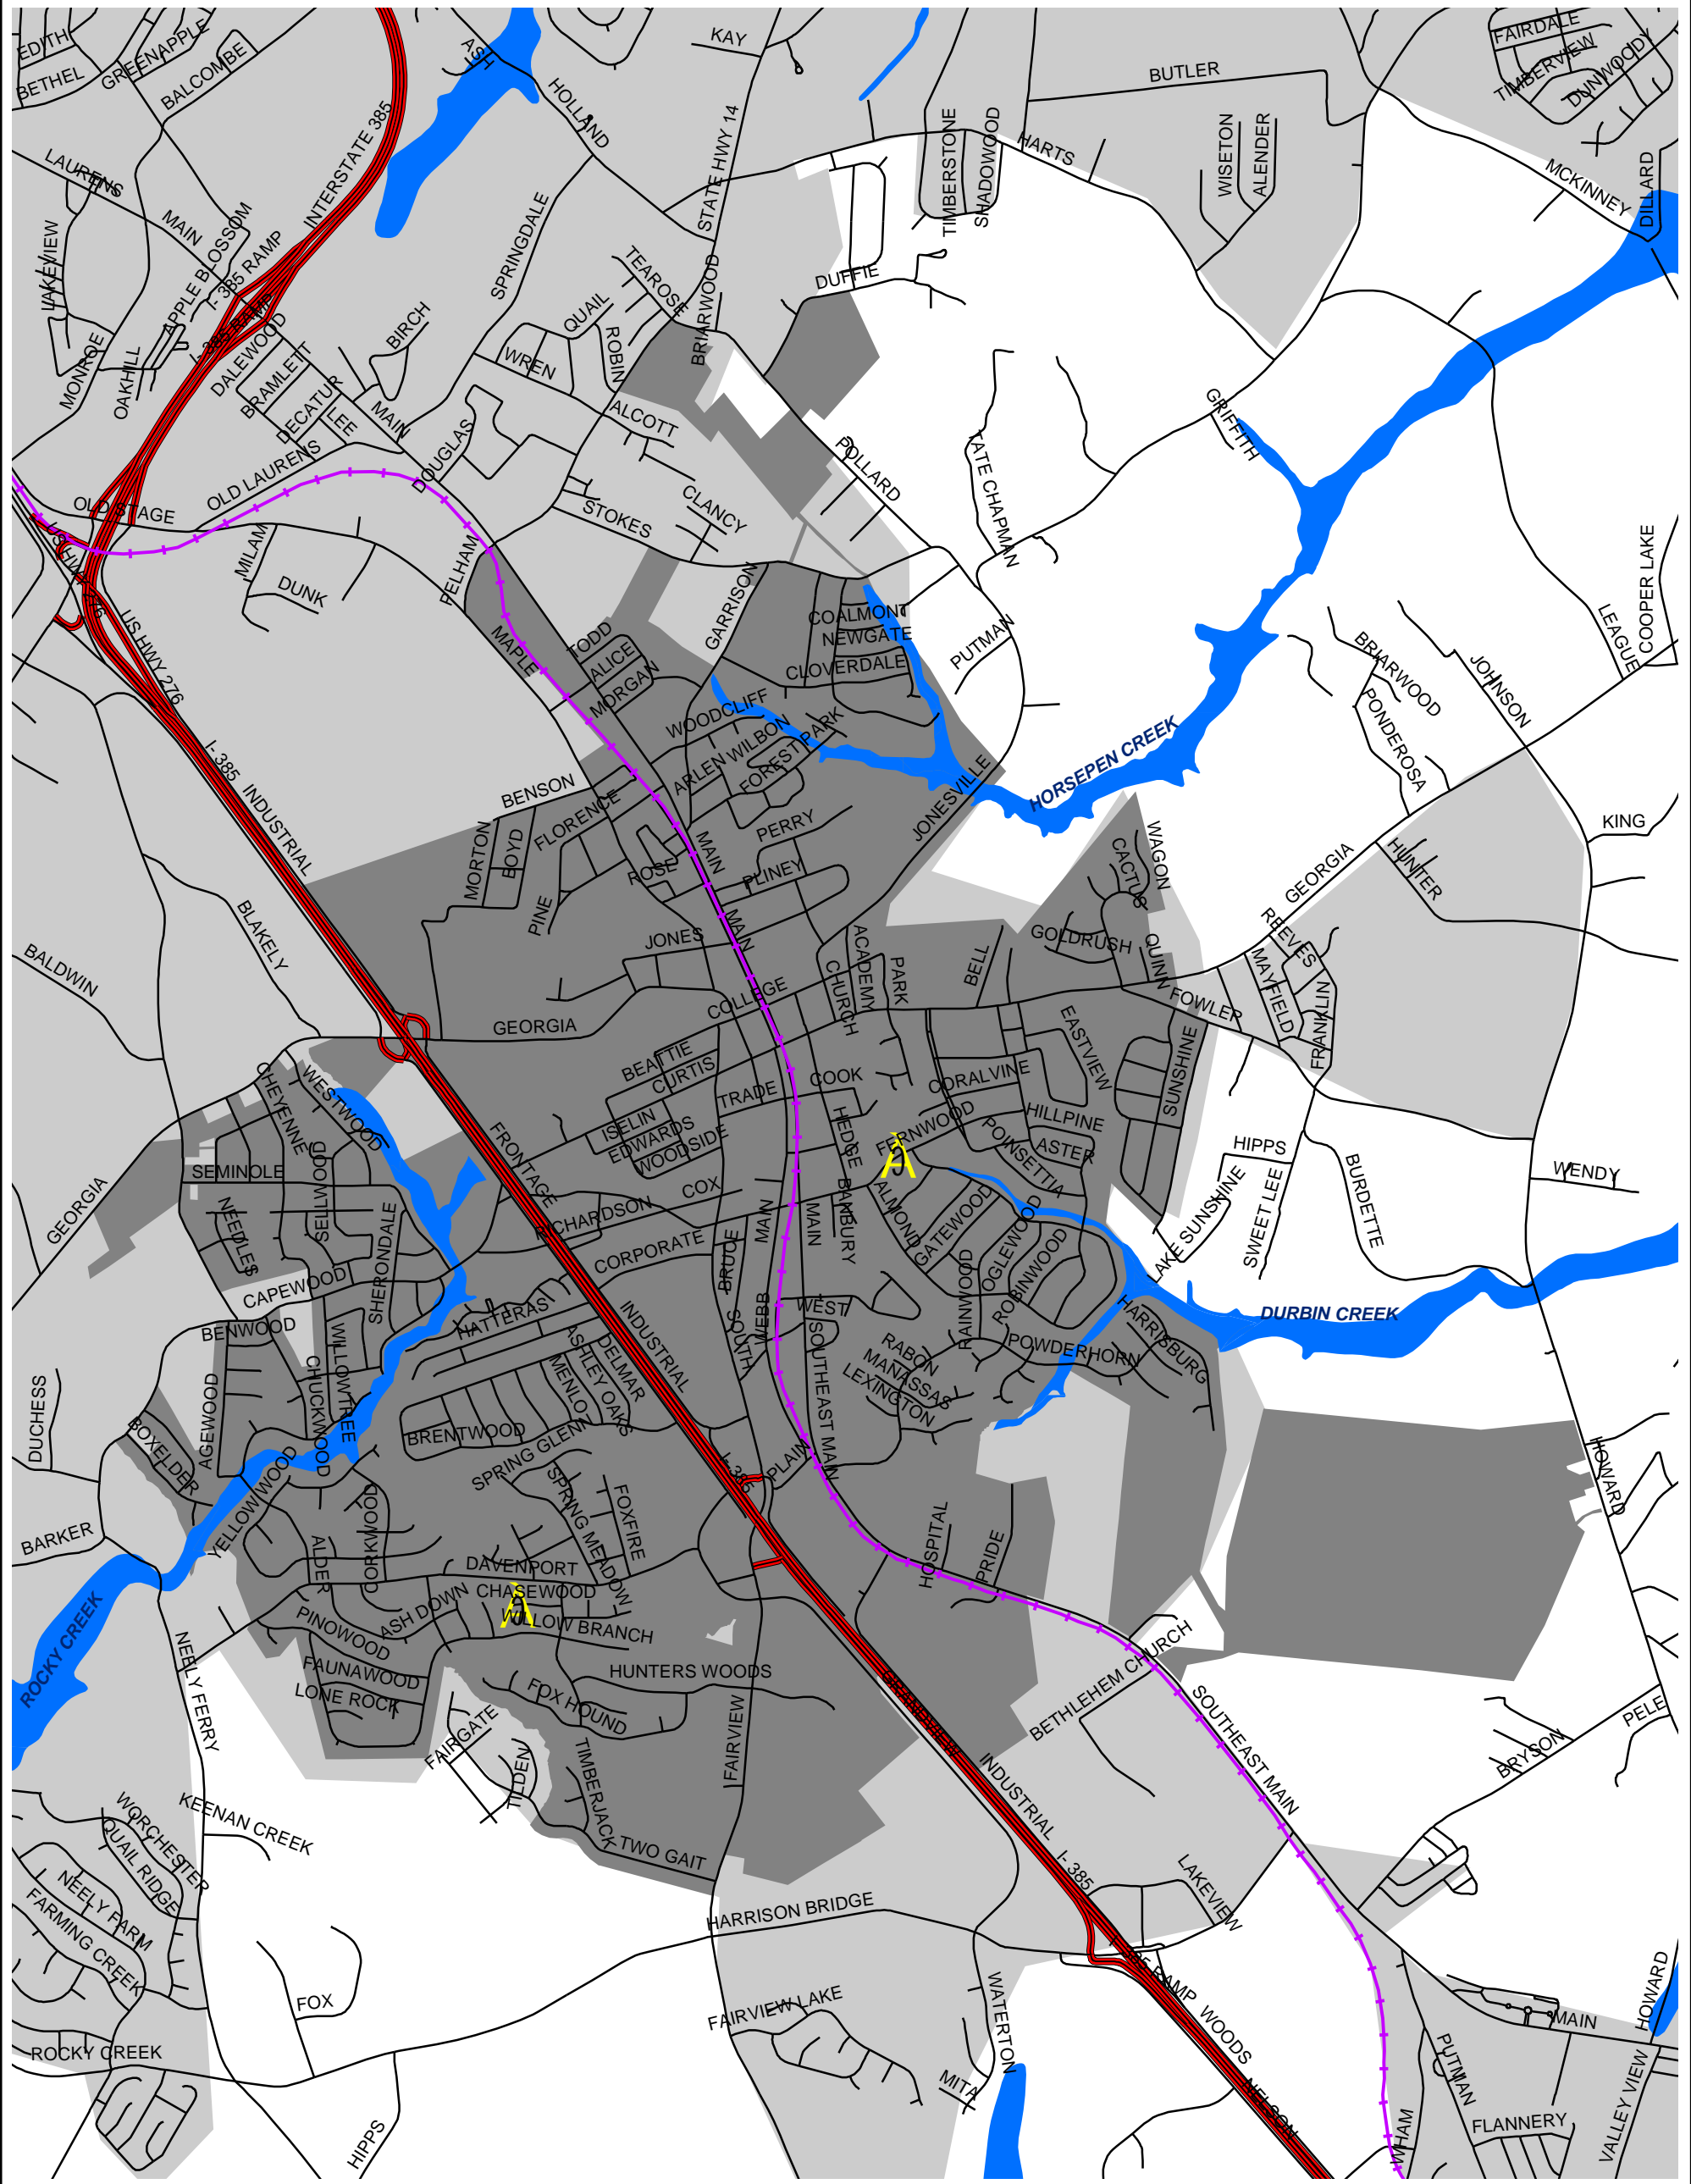 EDITH
GREENAPPLE
BETHEL
BALCOMBE
ASH
HOLLAND
KAY
STATE HWY 14
BUTLER
FAIRDALE
TIMBERVIEW
DUNWOODY
LAURENS
MAIN
INTERSTATE 385
TIMBERSTONE
SHADOWOOD
HARTS
WISETON
ALENDER
MCKINNEY
DILLARD
LAKEVIEW
APPLE BLOSSOM
I- 385 RAMP
I- 385 RAMP
SPRINGDALE
TEAROSE
BRIARWOOD
DUFFIE
MONROE
OAKHILL
DALEWOOD
BRAMLETT
DECATUR
LEE
BIRCH
MAIN
QUAIL
WREN
ROBIN
ALCOTT
DOUGLAS
OLD LAURENS
OLD STAGE
POLLARD
TATE CHAPMAN
GRIFFITH
STOKES
CLANCY
US HWY 276
MILAM
DUNK
PELHAM
GARRISON
COALMONT
NEWGATE
CLOVERDALE
PUTMAN
LEAGUE
COOPER LAKE
US HWY 276
MAPLE
TODD
ALICE
MORGAN
WOODCLIFF
ARLEN WILBON
FOREST PARK
BRIARWOOD
PONDEROSA
JOHNSON
I- 385
INDUSTRIAL
BENSON
FLORENCE
MORTON
BOYD
PINE
ROSE
MAIN
PERRY
PLINEY
JONESVILLE
HORSEPEN CREEK
CACTUS
WAGON
KING
HUNTER
GEORGIA
BLAKELY
BALDWIN
JONES
MAIN
COLLEGE
GEORGIA
ACADEMY
CHURCH
PARK
BELL
GOLDRUSH
QUINN
FOWLER
REEVES
MAYFIELD
FRANKLIN
CHEYENNE
WESTWOOD
BEATTIE
CURTIS
TRADE
COOK
CORALVINE
EASTVIEW
SUNSHINE
ISELIN
EDWARDS
WOODSIDE
HEDGE
FERNWOOD
HILLPINE
POINSETTIA
ASTER
HIPPS
WENDY
FRONTAGE
SEMINOLE
SELLWOOD
NEEDLES
SHERONDALE
GEORGIA
RICHARDSON
COX
CORPORATE
MAIN
MAIN
BANBURY
ALMOND
GATEWOOD
OGLEWOOD
ROBINWOOD
RAINWOOD
LAKE SUNSHINE
SWEET LEE
BURDETTE
CAPEWOOD
BENWOOD
WILLOWTREE
CHUCKWOOD
HATTERAS
BRUCE
SOUTH
WEBB
WEST
SOUTHEAST MAIN
RABON
MANASSAS
LEXINGTON
POWDERHORN
HARRISBURG
DURBIN CREEK
DUCHESS
AGEWOOD
BOXELDER
INDUSTRIAL
DELMAR
ASHLEY OAKS
MENLO
BRENTWOOD
SPRING GLENN
I- 385
PLAIN
HOWARD
YELLOWWOOD
BARKER
ALDER
CORKWOOD
SPRING MEADOW
FOXFIRE
HOSPITAL
PRIDE
DAVENPORT
CHASEWOOD
WILLOW BRANCH
ASH DOWN
PINOWOOD
FAUNAWOOD
LONE ROCK
ROCKY CREEK
NEELY FERRY
HUNTERS WOODS
FOX HOUND
FAIRGATE
TILDEN
TIMBERJACK
FAIRVIEW
GRANDVIEW
BETHLEHEM CHURCH
SOUTHEAST MAIN
INDUSTRIAL
BRYSON
PELE
TWO GAIT
WORCHESTER
QUAIL RIDGE
KEENAN CREEK
NEELY FARM
FARMING CREEK
HARRISON BRIDGE
I- 385
LAKEVIEW
FOX
FAIRVIEW LAKE
WATERTON
MITA
I- 385 RAMP
WOODS
NELSON
MAIN
HOWARD
PUTMAN
FLANNERY
VALLEY VIEW
WHAM
ROCKY CREEK
HIPPS